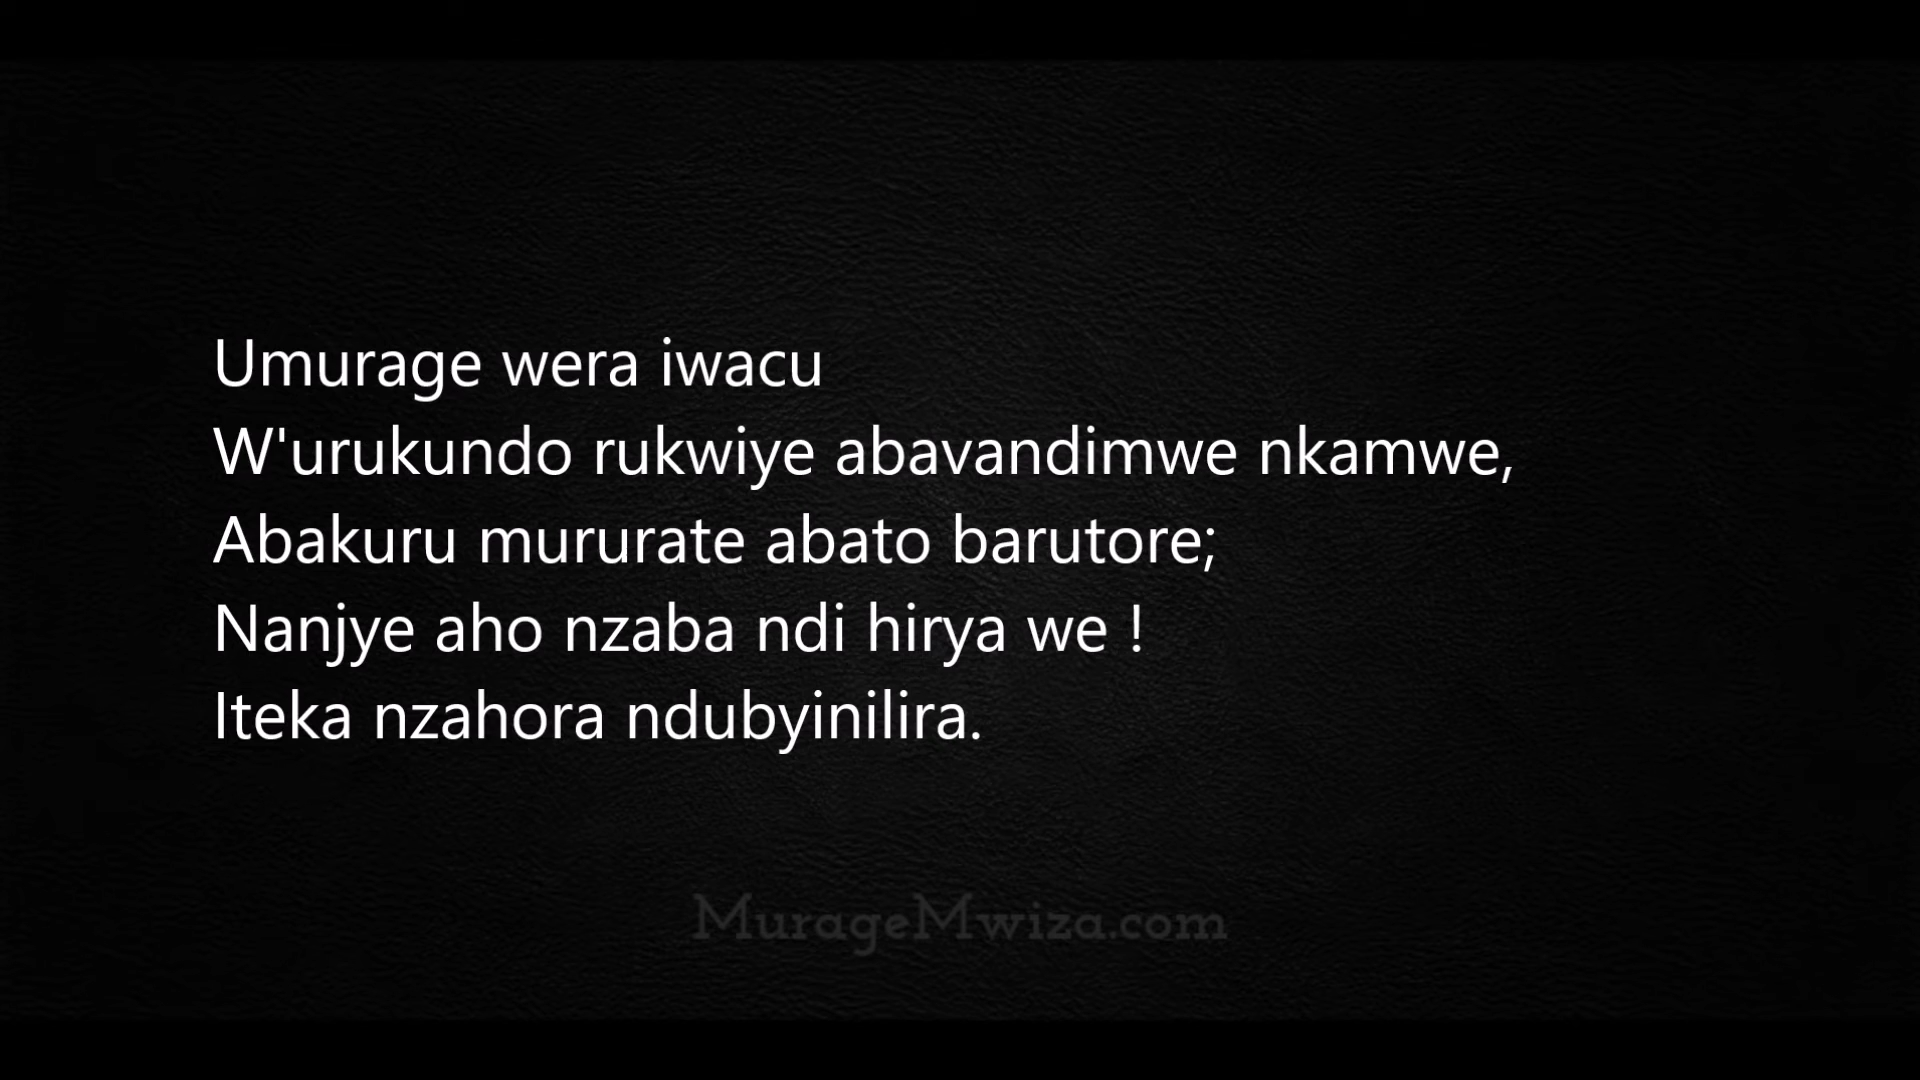 Umurage wera iwacu
W'urukundo rukwiye abavandimwe nkamwe,
Abakuru mururate abato barutore;
Nanjye aho nzaba ndi hirya we !
Iteka nzahora ndubyinilira.
MurageMwiza.com